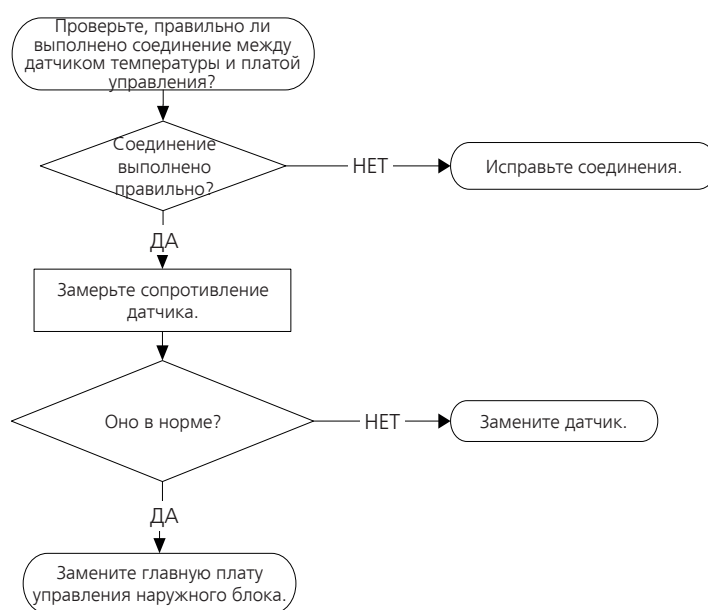 Проверьте, правильно ли
выполнено соединение между
датчиком температуры и платой
управления?
Соединение
выполнено
правильно?
НЕТ
Исправьте соединения.
ДА
Замерьте сопротивление
датчика.
Оно в норме?
НЕТ
Замените датчик.
ДА
Замените главную плату
управления наружного блока.